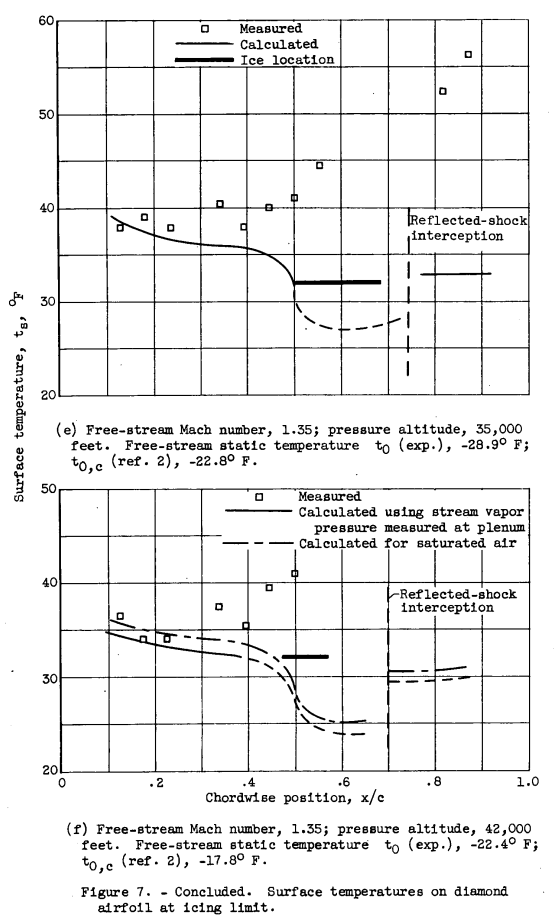 60
Measured
Calculated
Ice location
50
40
Reflected-shock
interception
30
20
Surface temperature, ts, °F
(e) Free-stream Mach number, 1.35; pressure altitude, 35,000
feet. Free-stream static temperature t0 (exp.), -28.9° F;
t0,c (ref. 2), -22.8° F.
50
Measured
Calculated using stream vapor
pressure measured at plenum
Calculated for saturated air
40
Reflected-shock
interception
30
20
0 .2 .4 .6 .8 1.0
Chordwise position, x/c
(f) Free-stream Mach number, 1.35; pressure altitude, 42,000
feet. Free-stream static temperature t0 (exp.), -22.4° F;
t0,c (ref. 2), -17.8° F.
Figure 7. - Concluded. Surface temperatures on diamond
airfoil at icing limit.